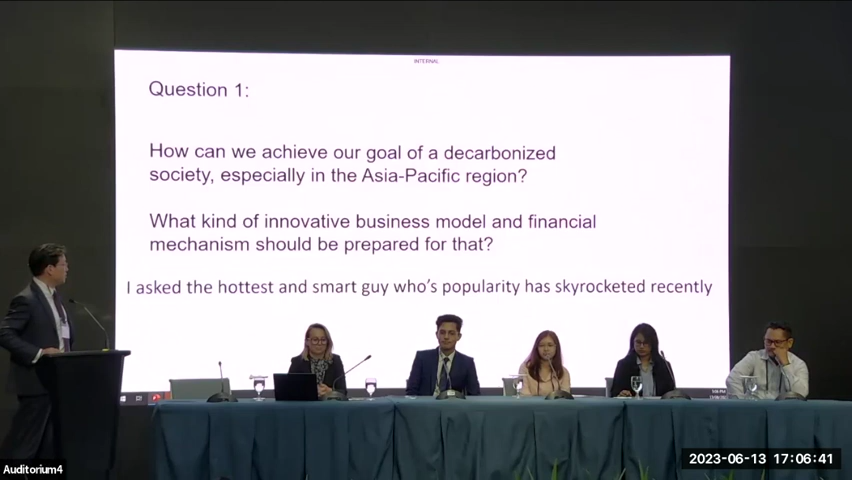 INTERNAL
Question 1:
How can we achieve our goal of a decarbonized
society, especially in the Asia-Pacific region?
What kind of innovative business model and financial
mechanism should be prepared for that?
I asked the hottest and smart guy who's popularity has skyrocketed recently
Auditorium4
2023-06-13 17:06:41